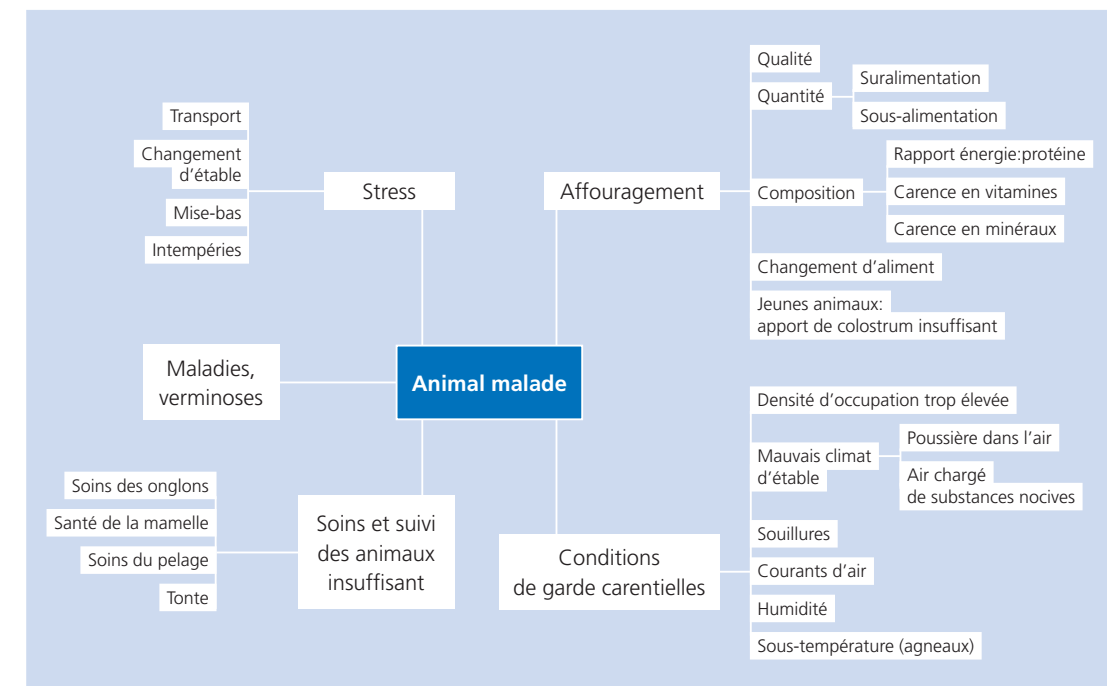 Transport
Changement
d'étable
Mise-bas
Intempéries
Stress
Affouragement
Qualité
Quantité
Suralimentation
Sous-alimentation
Composition
Rapport énergie:protéine
Carence en vitamines
Carence en minéraux
Changement d'aliment
Jeunes animaux:
apport de colostrum insuffisant
Maladies,
verminoses
Animal malade
Soins des onglons
Santé de la mamelle
Soins du pelage
Tonte
Soins et suivi
des animaux
insuffisant
Conditions
de garde carentielles
Densité d'occupation trop élevée
Mauvais climat
d'étable
Poussière dans l'air
Air chargé
de substances nocives
Souillures
Courants d'air
Humidité
Sous-température (agneaux)